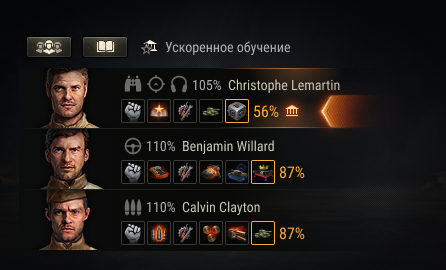 Ускоренное обучение
105% Christophe Lemartin
56%
110% Benjamin Willard
87%
110% Calvin Clayton
87%